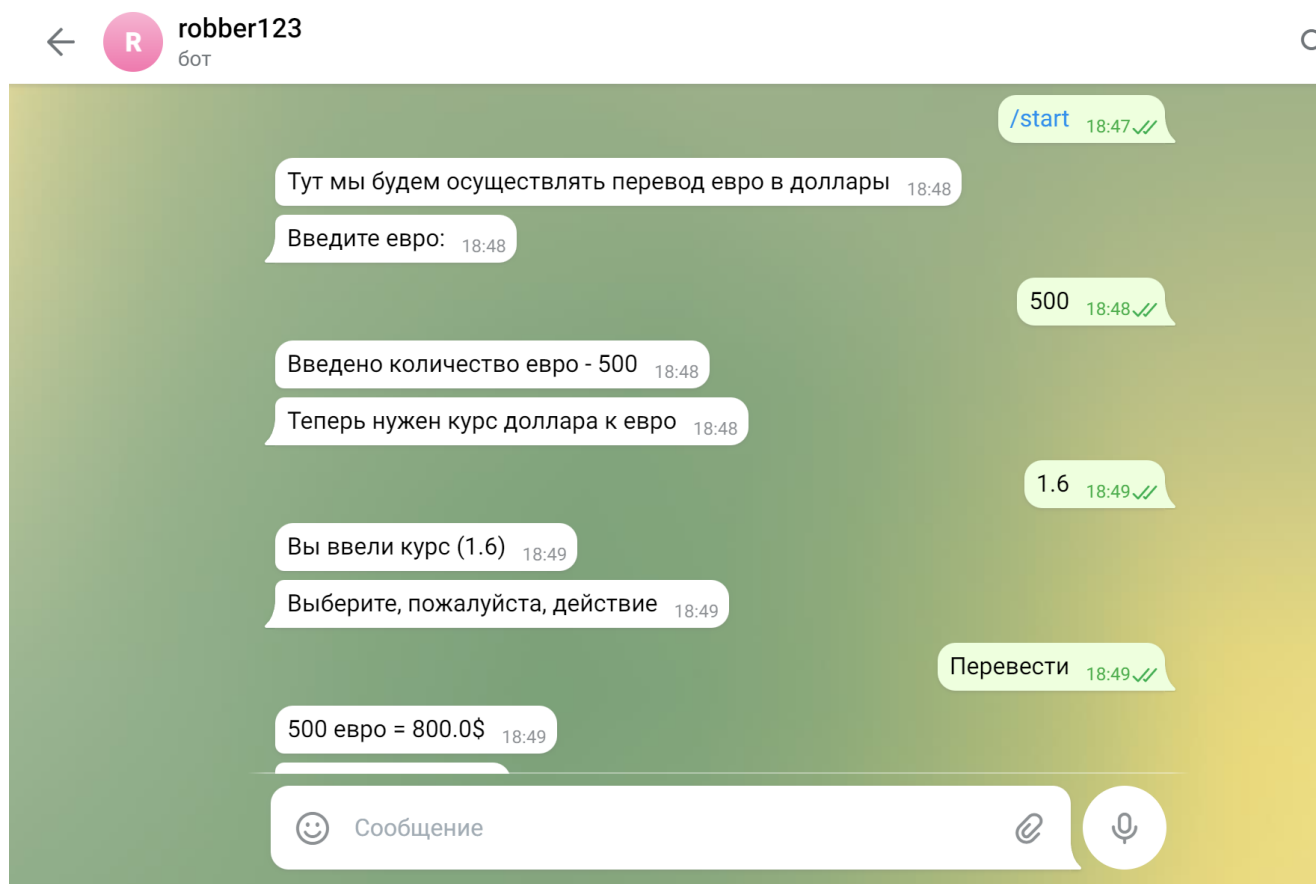 robber123
бот
/start 18:47
Тут мы будем осуществлять перевод евро в доллары 18:48
Введите евро: 18:48
500 18:48
Введено количество евро - 500 18:48
Теперь нужен курс доллара к евро 18:48
1.6 18:49
Вы ввели курс (1.6) 18:49
Выберите, пожалуйста, действие 18:49
Перевести 18:49
500 евро = 800.0$ 18:49
Сообщение